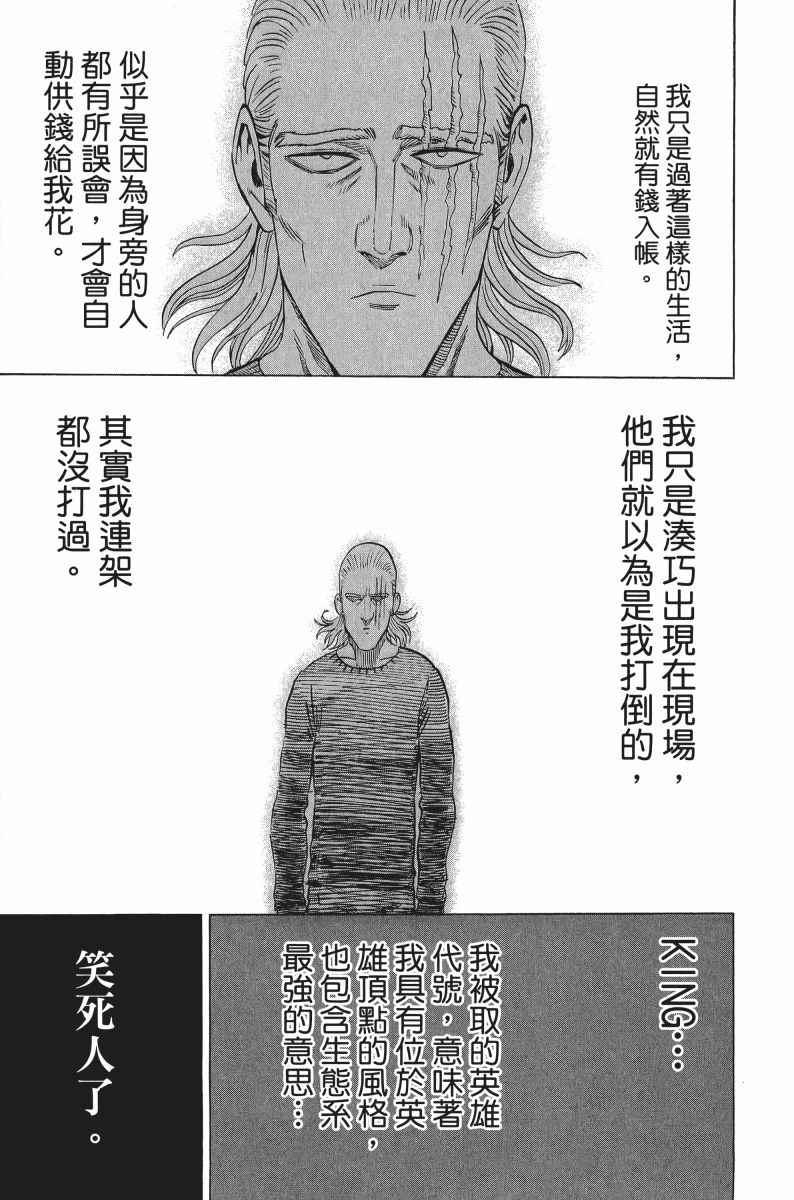 我只是過著這樣的生活，
自然就有錢入帳。
似乎是因為身旁的人
都有所誤會，才會自
動供錢給我花。
我只是湊巧出現在現場，
他們就以為是我打倒的，
其實我連架
都沒打過。
KING…
我被取的英雄
代號，意味著
我具有位於英
雄頂點的風格，
也包含生態系
最強的意思…
笑死人了。